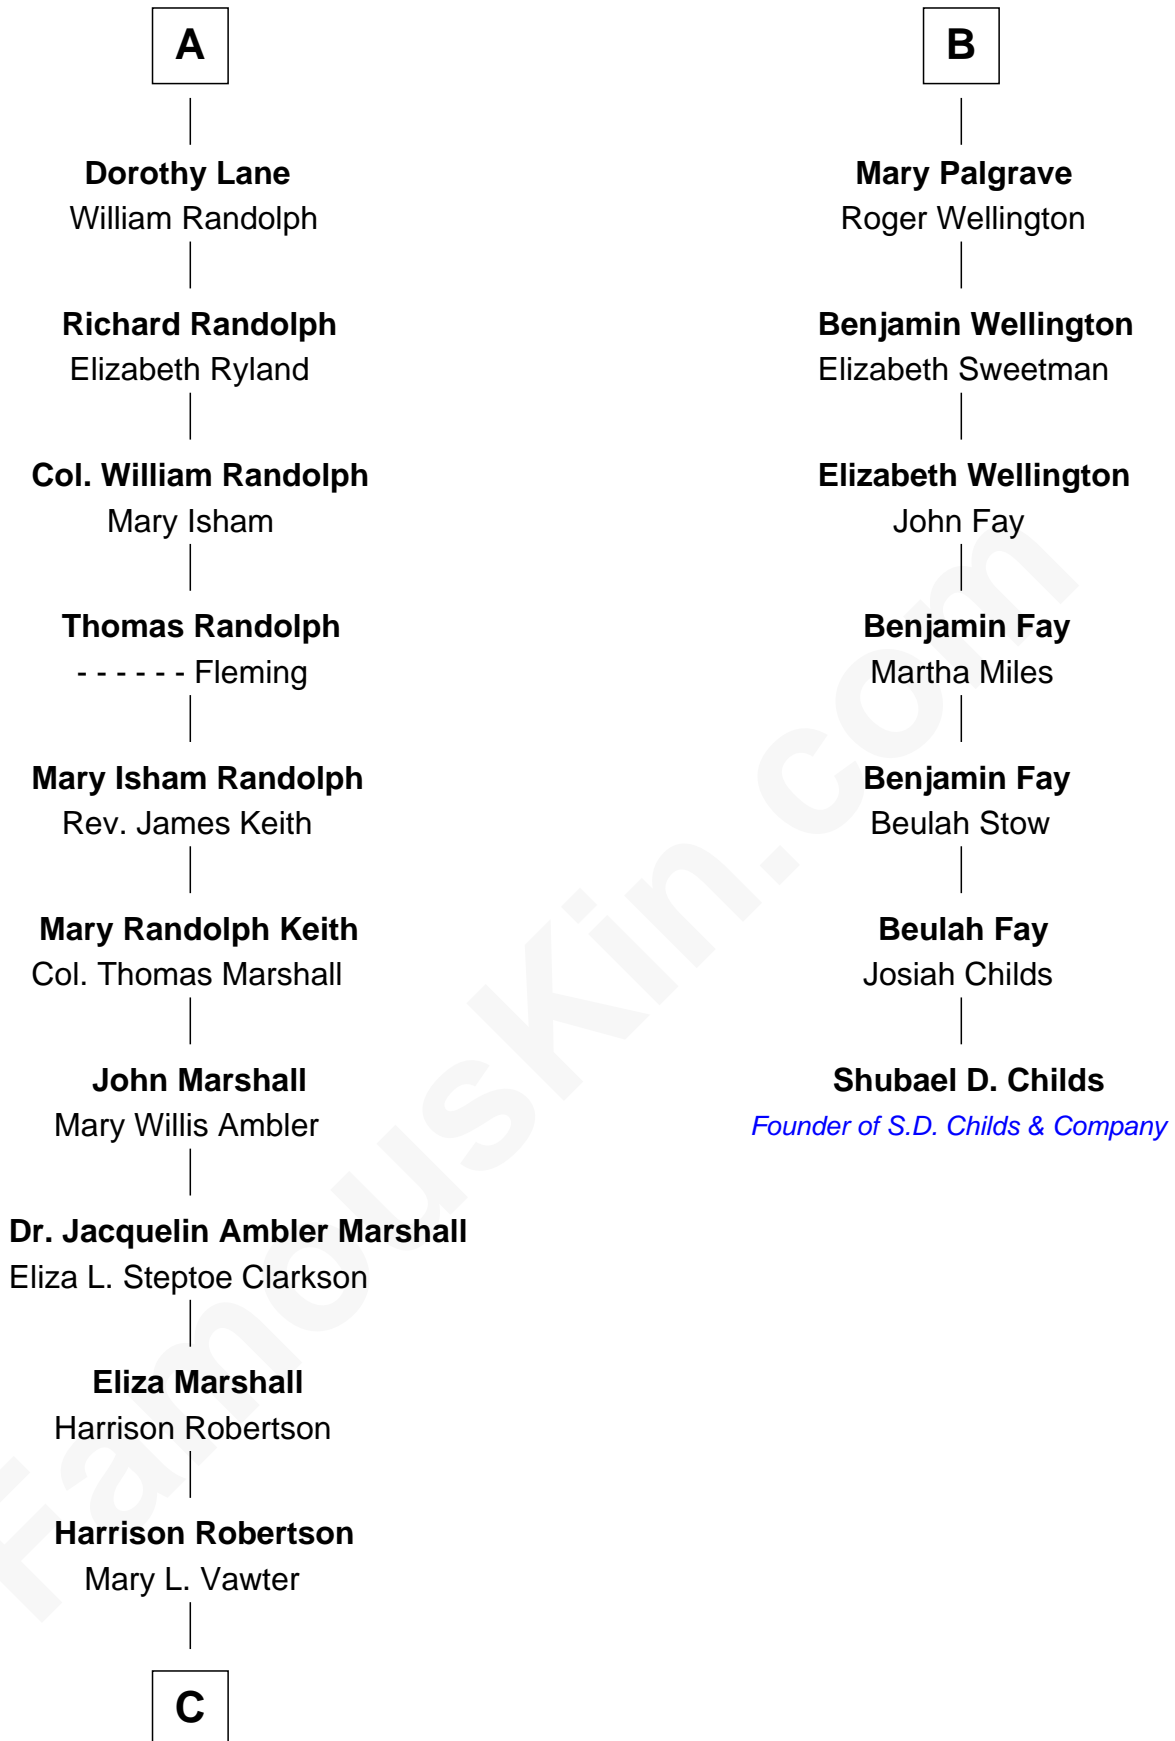 A
Dorothy Lane
William Randolph
Richard Randolph
Elizabeth Ryland
Col. William Randolph
Mary Isham
Thomas Randolph
- - - - - - Fleming
Mary Isham Randolph
Rev. James Keith
Mary Randolph Keith
Col. Thomas Marshall
John Marshall
Mary Willis Ambler
Dr. Jacquelin Ambler Marshall
Eliza L. Steptoe Clarkson
Eliza Marshall
Harrison Robertson
Harrison Robertson
Mary L. Vawter
C
B
Mary Palgrave
Roger Wellington
Benjamin Wellington
Elizabeth Sweetman
Elizabeth Wellington
John Fay
Benjamin Fay
Martha Miles
Benjamin Fay
Beulah Stow
Beulah Fay
Josiah Childs
Shubael D. Childs
Founder of S.D. Childs & Company
FamousKin.com